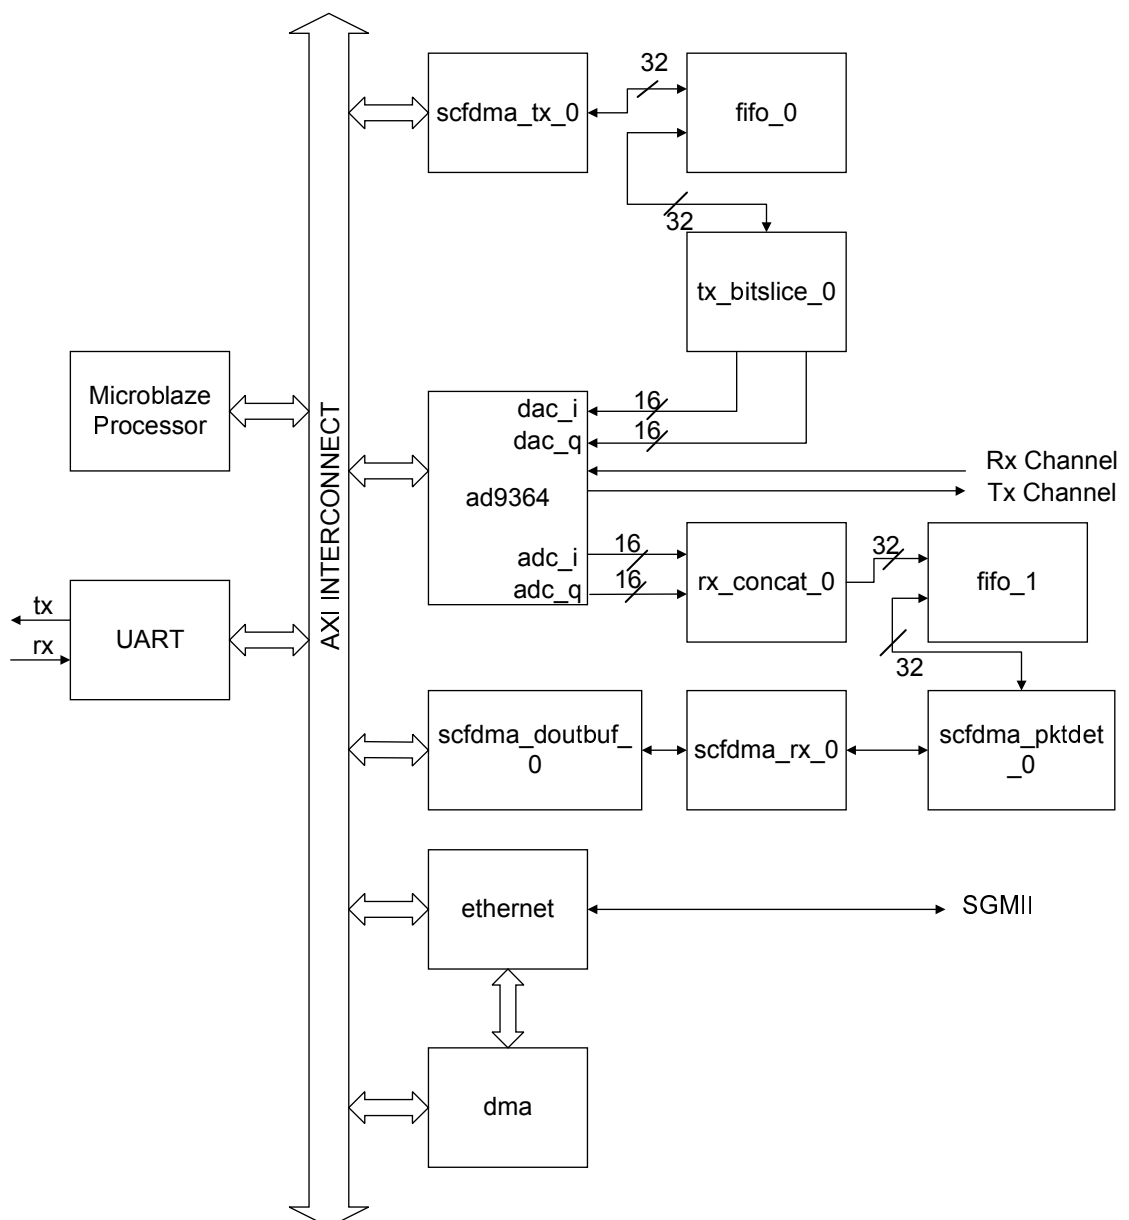 32
scfdma_tx_0
fifo_0
32
tx_bitslice_0
Microblaze
Processor
AXI INTERCONNECT
dac_i
16
dac_q
16
Rx Channel
ad9364
Tx Channel
adc_i
16
adc_q
16
rx_concat_0
32
fifo_1
32
tx
rx
UART
scfdma_doutbuf_
0
scfdma_rx_0
scfdma_pktdet
_0
ethernet
SGMII
dma